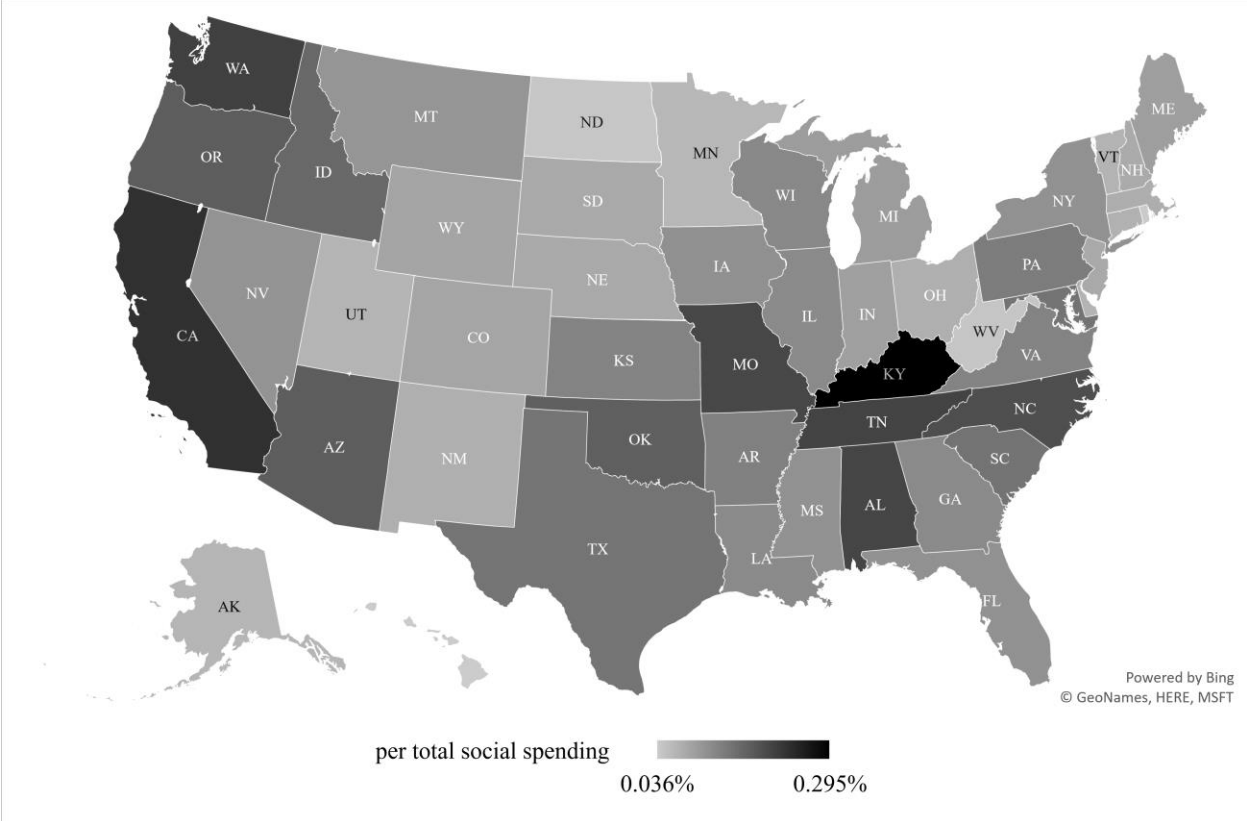 WA
MT
ND
MN
ME
OR
ID
SD
WI
VT
NH
NY
MI
WY
IA
PA
NE
NV
UT
CO
IL
IN
OH
WV
VA
CA
KS
MO
KY
NC
TN
AZ
NM
OK
AR
SC
MS
AL
GA
TX
LA
AK
FL
Powered by Bing
© GeoNames, HERE, MSFT
per total social spending
0.036%
0.295%